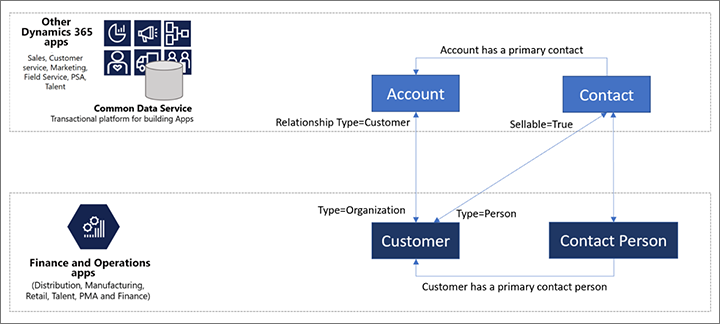 Other
Dynamics 365
apps
Sales, Customer
service, Marketing,
Field Service, PSA,
Talent
Common Data Service
Transactional platform for building Apps
Account has a primary contact
Account
Contact
Relationship Type=Customer
Sellable=True
Type=Organization
Type=Person
Customer
Contact Person
Customer has a primary contact person
Finance and Operations
apps
(Distribution, Manufacturing,
Retail, Talent, PMA and Finance)